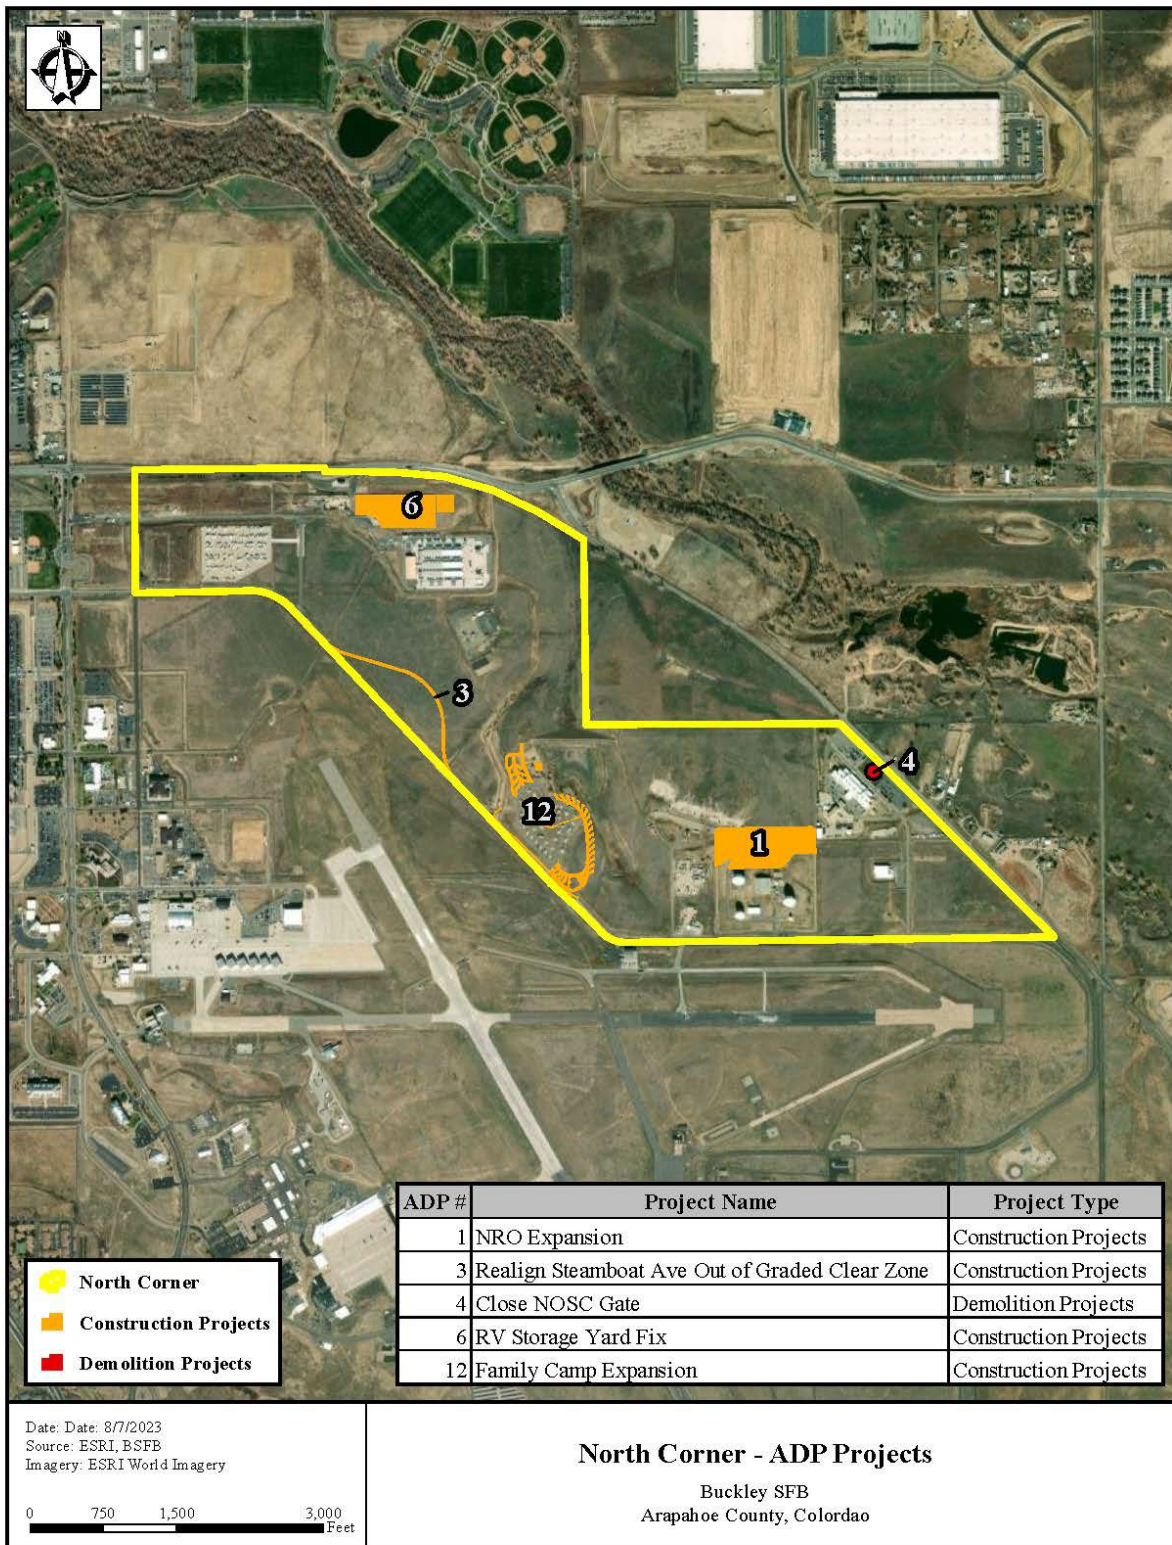 N
6
3
4
12
1
ADP # Project Name Project Type
1 NRO Expansion Construction Projects
3 Realign Steamboat Ave Out of Graded Clear Zone Construction Projects
4 Close NOSC Gate Demolition Projects
6 RV Storage Yard Fix Construction Projects
12 Family Camp Expansion Construction Projects
North Corner
Construction Projects
Demolition Projects
Date: Date: 8/7/2023
Source: ESRI, BSFB
Imagery: ESRI World Imagery
0 750 1,500 3,000
Feet
North Corner - ADP Projects
Buckley SFB
Arapahoe County, Colordao